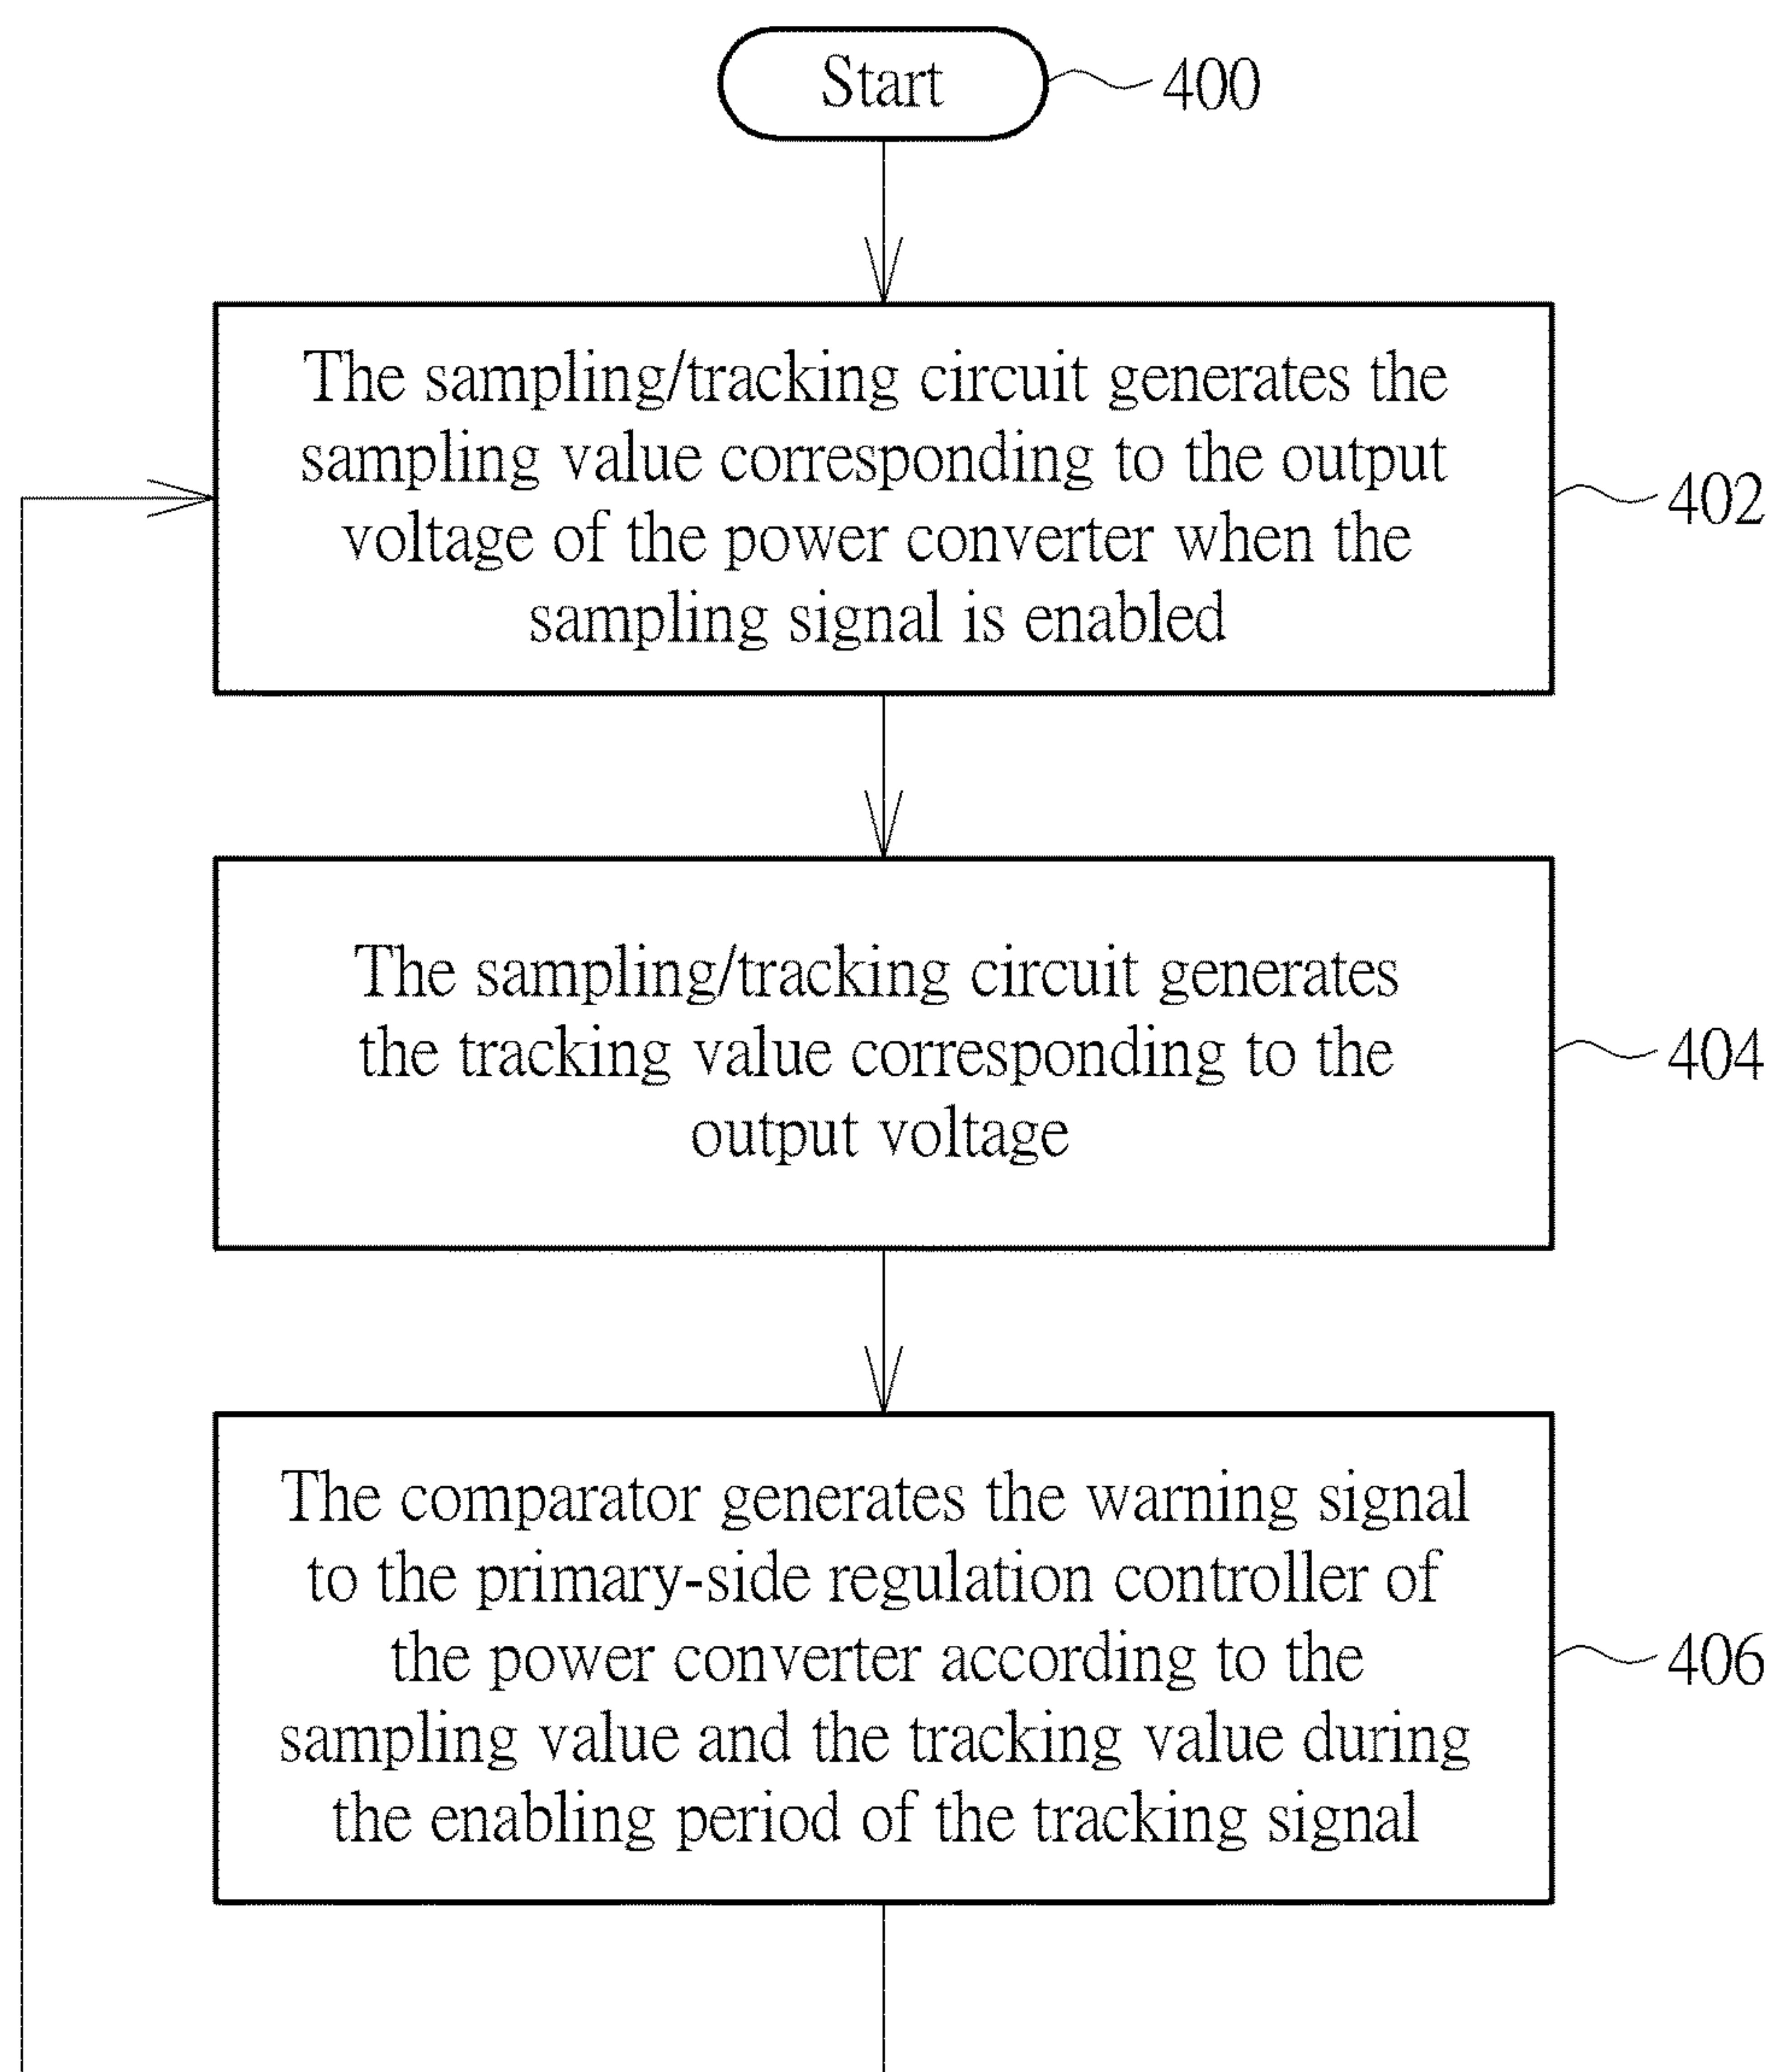 Start
400
The sampling/tracking circuit generates the
sampling value corresponding to the output
voltage of the power converter when the
sampling signal is enabled
402
The sampling/tracking circuit generates
the tracking value corresponding to the
output voltage
404
The comparator generates the warning signal
to the primary-side regulation controller of
the power converter according to the
sampling value and the tracking value during
the enabling period of the tracking signal
406